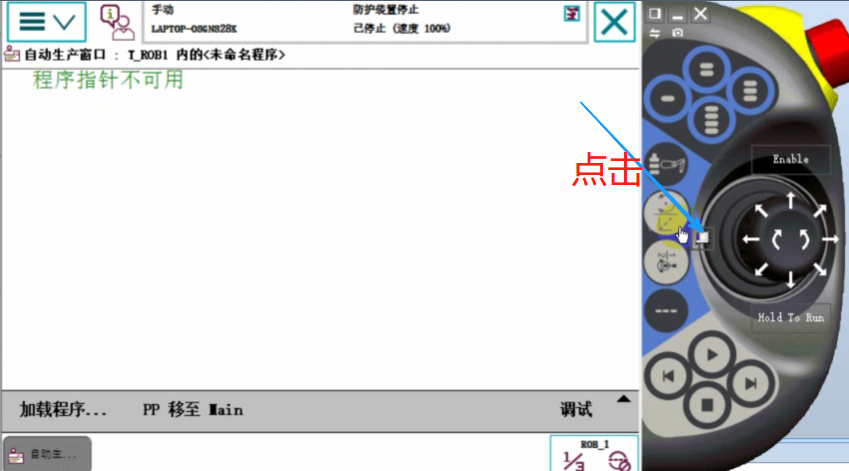 手动
LAPTOP-OS6NS28K
防护装置停止
已停止 (速度 100%)
自动生产窗口 : T_ROB1 内的<未命名程序>
程序指针不可用
点击
Enable
Hold To Run
加载程序...
PP 移至 Main
调试
自动生...
ROB_1
1/3